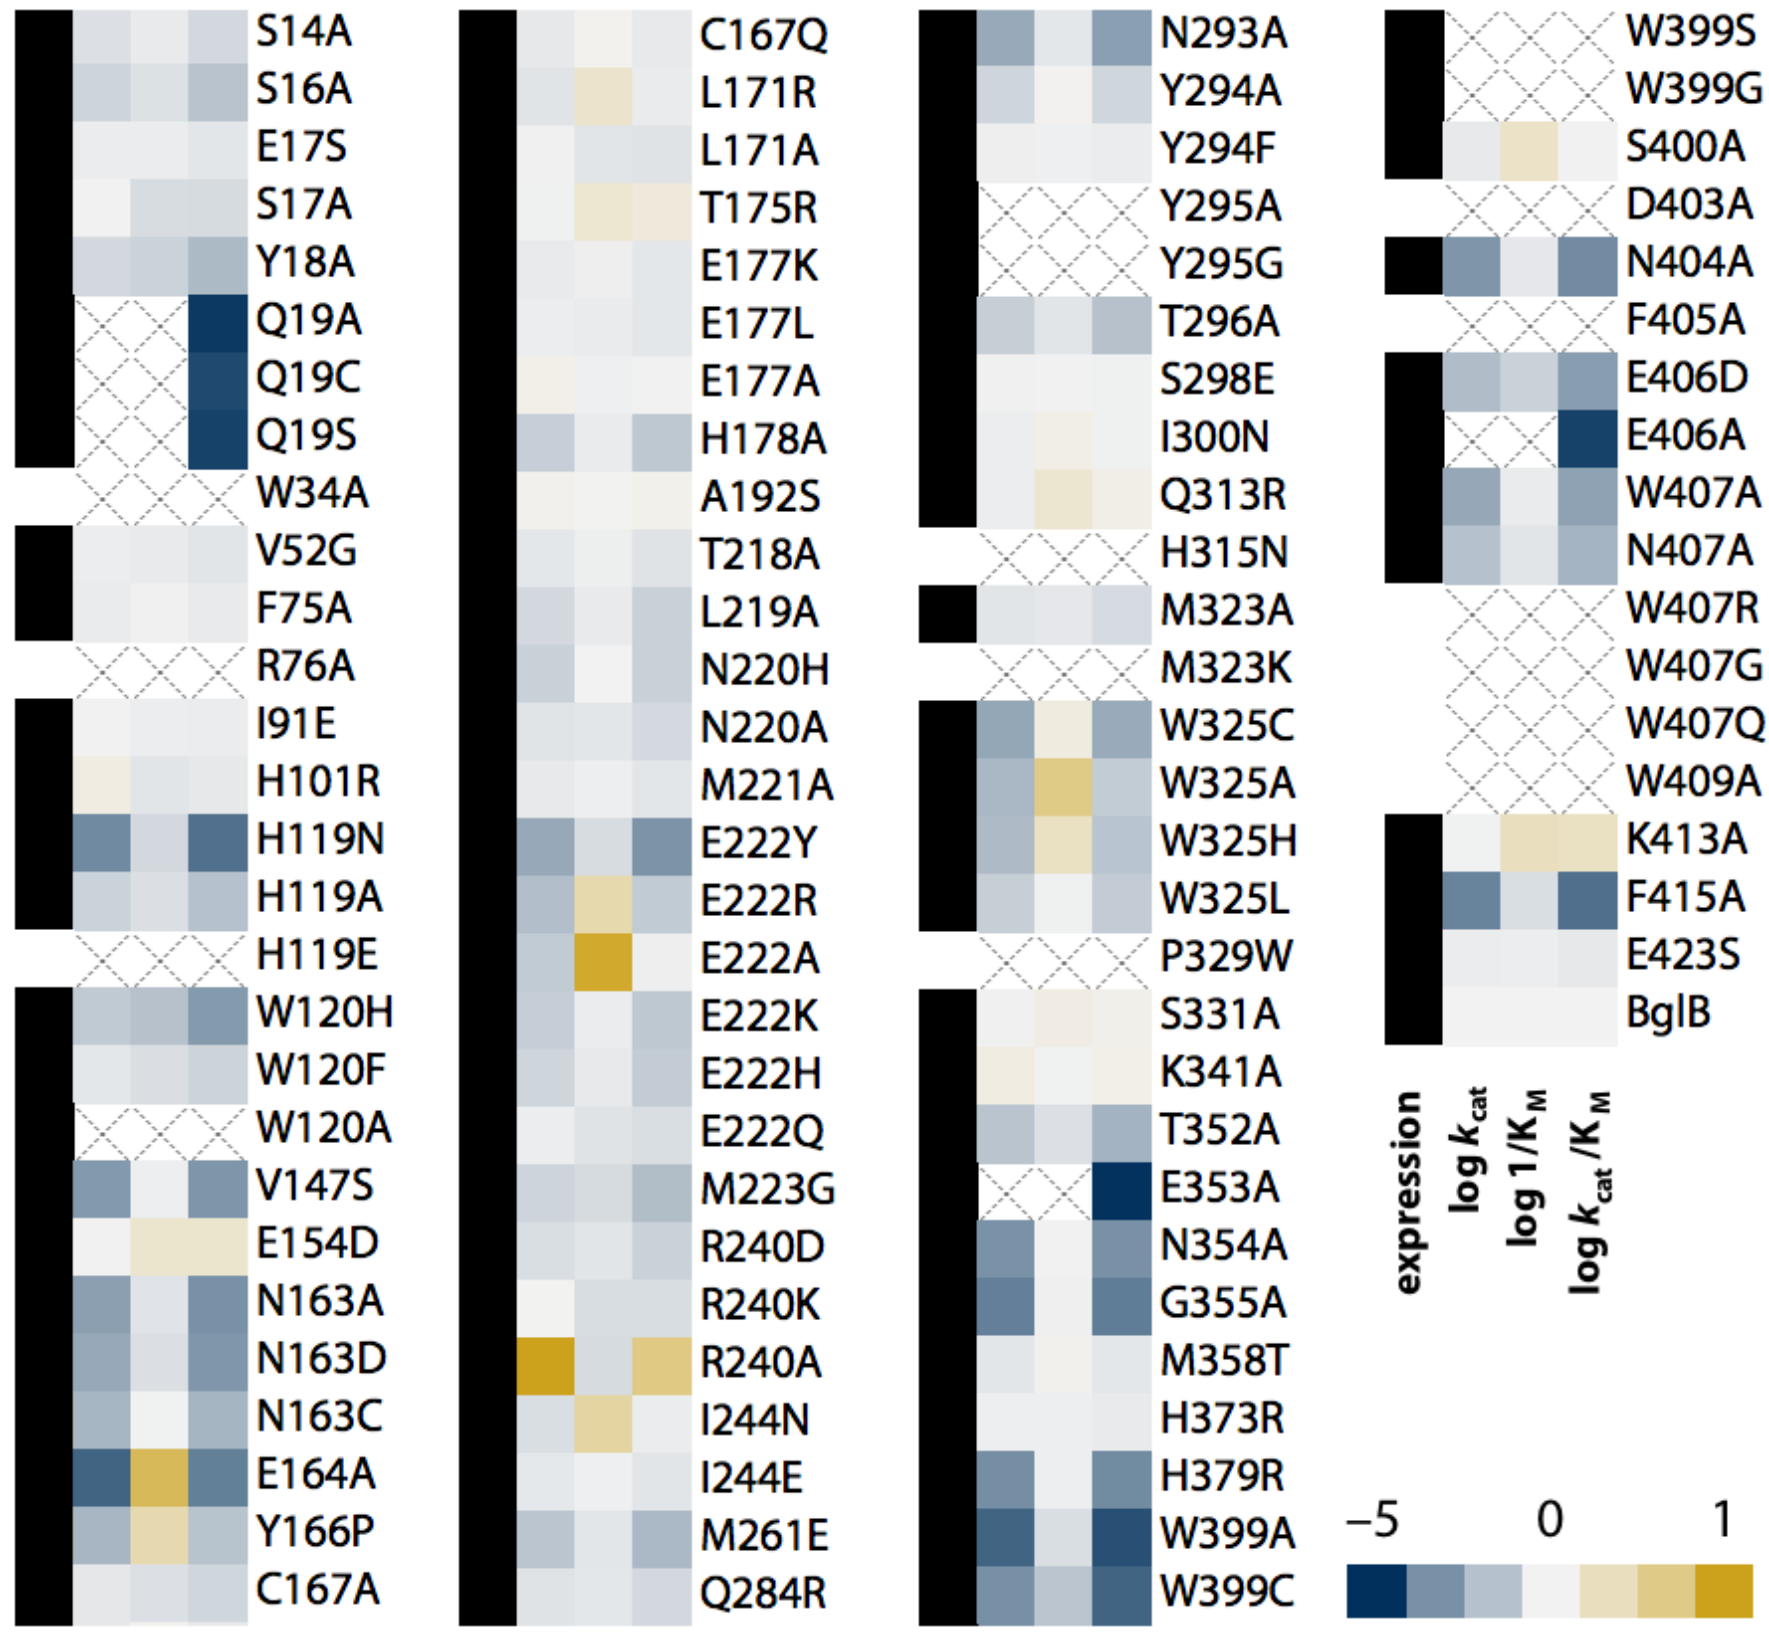 S14A
S16A
E17S
S17A
Y18A
Q19A
Q19C
Q19S
W34A
V52G
F75A
R76A
I91E
H101R
H119N
H119A
H119E
W120H
W120F
W120A
V147S
E154D
N163A
N163D
N163C
E164A
Y166P
C167A
C167Q
L171R
L171A
T175R
E177K
E177L
E177A
H178A
A192S
T218A
L219A
N220H
N220A
M221A
E222Y
E222R
E222A
E222K
E222H
E222Q
M223G
R240D
R240K
R240A
I244N
I244E
M261E
Q284R
N293A
Y294A
Y294F
Y295A
Y295G
T296A
S298E
I300N
Q313R
H315N
M323A
M323K
W325C
W325A
W325H
W325L
P329W
S331A
K341A
T352A
E353A
N354A
G355A
M358T
H373R
H379R
W399A
W399C
W399S
W399G
S400A
D403A
N404A
F405A
E406D
E406A
W407A
N407A
W407R
W407G
W407Q
W409A
K413A
F415A
E423S
BglB
expression
log kcat
log 1/KM
log kcat/KM
−5 0 1